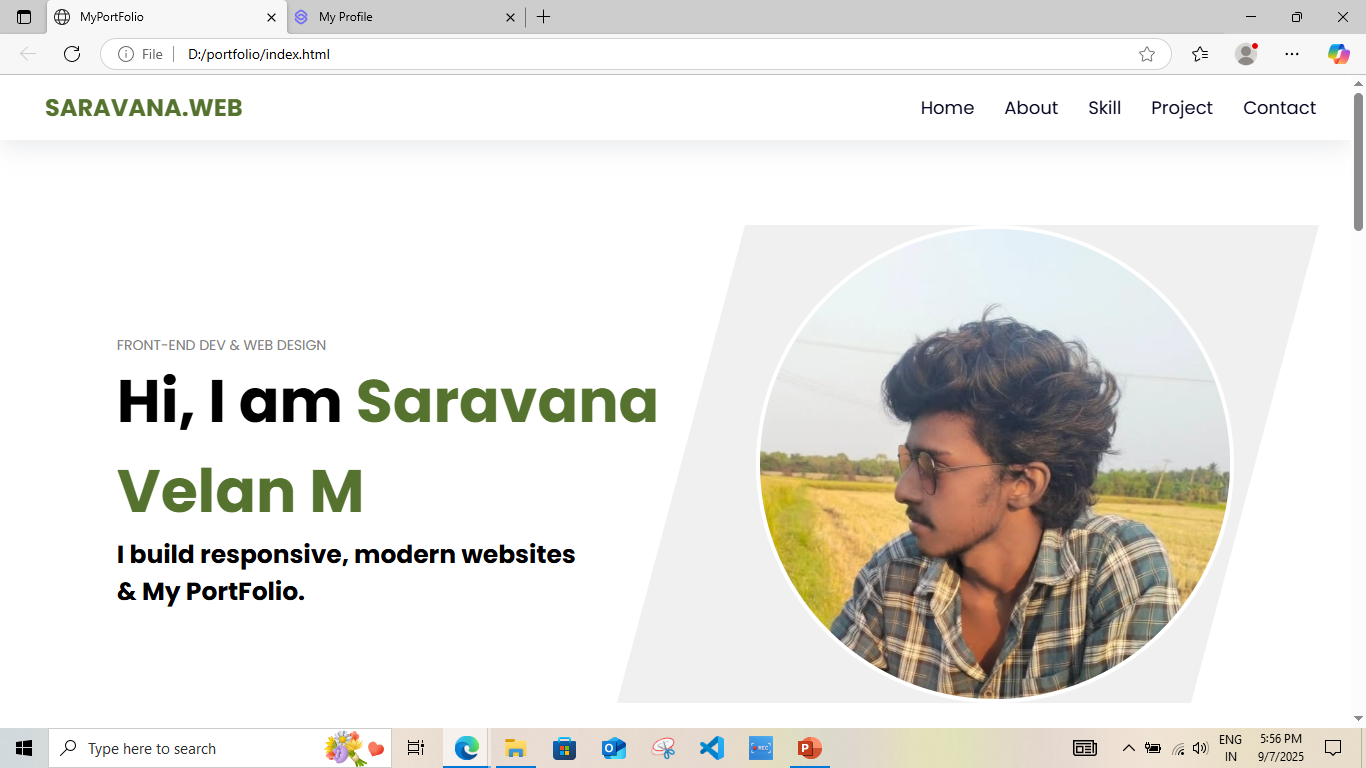 MyPortFolio
My Profile
File
D:/portfolio/index.html
SARAVANA.WEB
Home About Skill Project Contact
FRONT-END DEV & WEB DESIGN
Hi, I am Saravana
Velan M
I build responsive, modern websites
& My PortFolio.
Type here to search
REC
ENG
IN
5:56 PM
9/7/2025